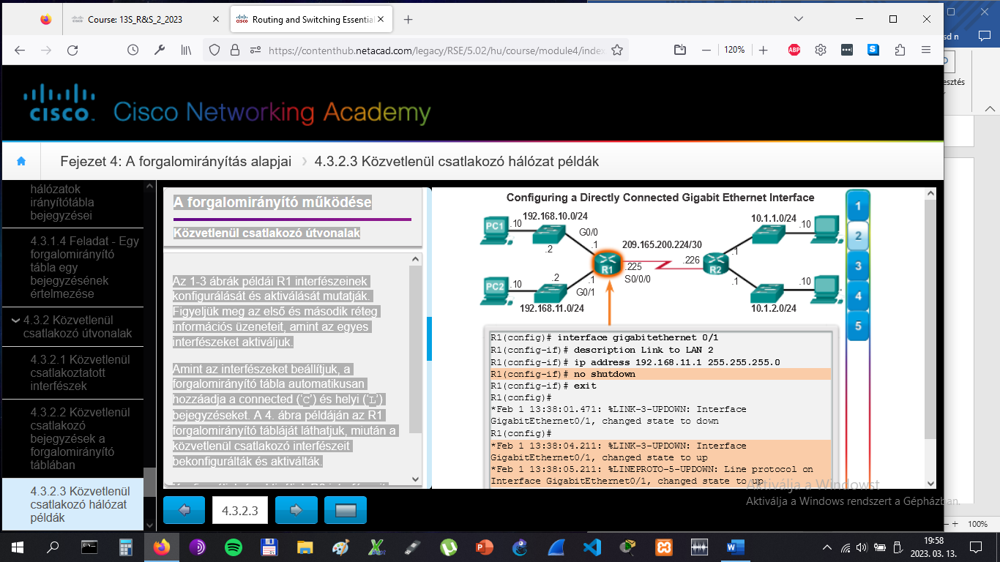 Course: 13S_R&S_2_2023
Routing and Switching Essential
sd n
https://contenthub.netacad.com/legacy/RSE/5.02/hu/course/module4/index
120%
ABP
S
esztés
CISCO
Cisco Networking Academy
Fejezet 4: A forgalomirányítás alapjai
4.3.2.3 Közvetlenül csatlakozó hálózat példák
hálózatok
irányítótábla
bejegyzései
4.3.1.4 Feladat - Egy
forgalomirányító
tábla egy
bejegyzésének
értelmezése
4.3.2 Közvetlenül
csatlakozó útvonalak
4.3.2.1 Közvetlenül
csatlakoztatott
interfészek
4.3.2.2 Közvetlenül
csatlakozó
bejegyzések a
forgalomirányító
táblában
4.3.2.3 Közvetlenül
csatlakozó hálózat
példák
A forgalomirányító működése
Közvetlenül csatlakozó útvonalak
Az 1-3 ábrák példái R1 interfészeinek
konfigurálását és aktiválását mutatják.
Figyeljük meg az első és második réteg
információs üzeneteit, amint az egyes
interfészeket aktiváljuk.
Amint az interfészeket beállítjuk, a
forgalomirányító tábla automatikusan
hozzáadja a connected ('C') és helyi ('L')
bejegyzéseket. A 4. ábra példáján az R1
forgalomirányító tábláját láthatjuk, miután a
közvetlenül csatlakozó interfészeit
bekonfigurálták és aktiválták.
4.3.2.3
Configuring a Directly Connected Gigabit Ethernet Interface
PC1
.10
192.168.10.0/24
G0/0
.2
.1
209.165.200.224/30
10.1.1.0/24
.10
.1
R1
.225
S0/0/0
.226
R2
PC2
.10
.2
.1
G0/1
192.168.11.0/24
.1
.10
10.1.2.0/24
1
2
3
4
5
R1(config)# interface gigabitethernet 0/1
R1(config-if)# description Link to LAN 2
R1(config-if)# ip address 192.168.11.1 255.255.255.0
R1(config-if)# no shutdown
R1(config-if)# exit
R1(config)#
*Feb 1 13:38:01.471: %LINK-3-UPDOWN: Interface
GigabitEthernet0/1, changed state to down
R1(config)#
*Feb 1 13:38:04.211: %LINK-3-UPDOWN: Interface
GigabitEthernet0/1, changed state to up
*Feb 1 13:38:05.211: %LINEPROTO-5-UPDOWN: Line protocol on
Interface GigabitEthernet0/1, changed state to up
Aktiválja a Windowst
Aktiválja a Windows rendszert a Gépházban.
100%
19:58
2023. 03. 13.